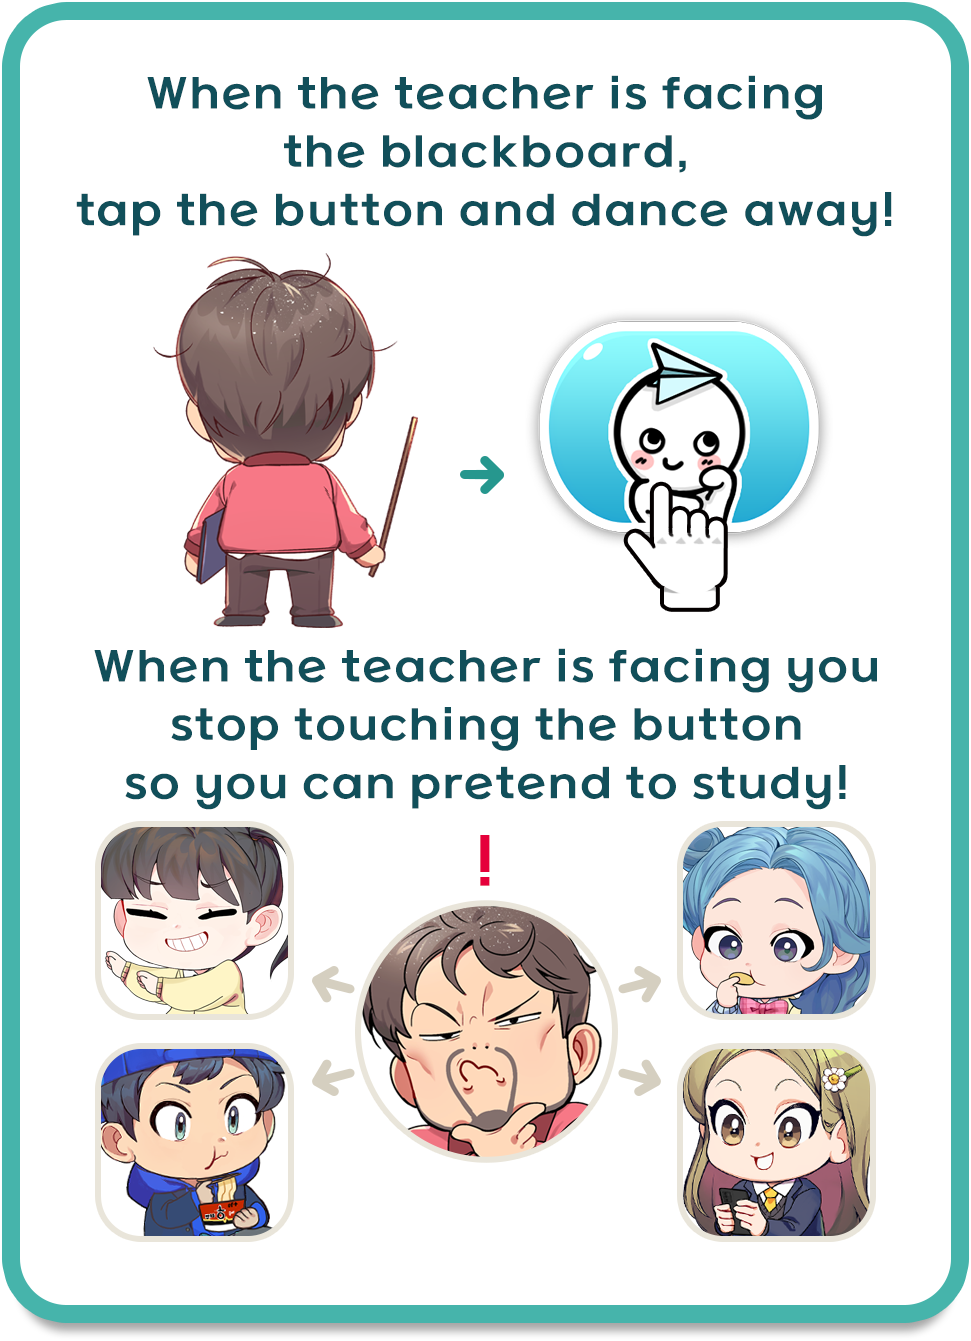 When the teacher is facing
the blackboard,
tap the button and dance away!
When the teacher is facing you
stop touching the button
so you can pretend to study!
!